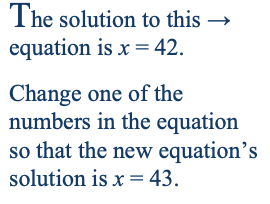 The solution to this →
equation is x = 42.
Change one of the
numbers in the equation
so that the new equation’s
solution is x = 43.